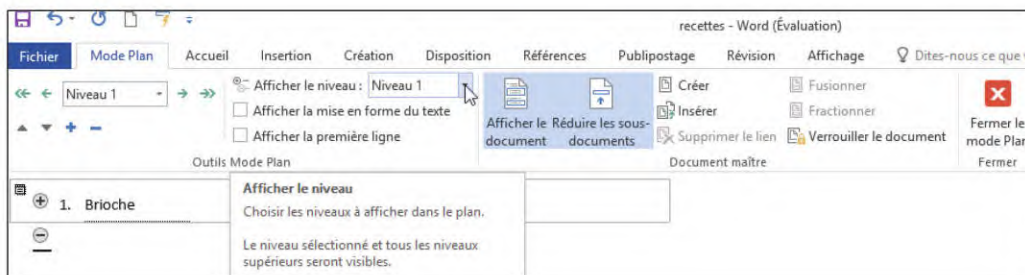 recettes - Word (Évaluation)
Fichier Mode Plan Accueil Insertion Création Disposition Références Publipostage Révision Affichage Dites-nous ce que
Niveau 1
Afficher le niveau : Niveau 1
Afficher la mise en forme du texte
Afficher la première ligne
Outils Mode Plan
Afficher le document
Réduire les sous-documents
Créer
Insérer
Supprimer le lien
Fusionner
Fractionner
Verrouiller le document
Document maître
Fermer le
mode Plan
Fermer
1. Brioche
Afficher le niveau
Choisir les niveaux à afficher dans le plan.
Le niveau sélectionné et tous les niveaux
supérieurs seront visibles.